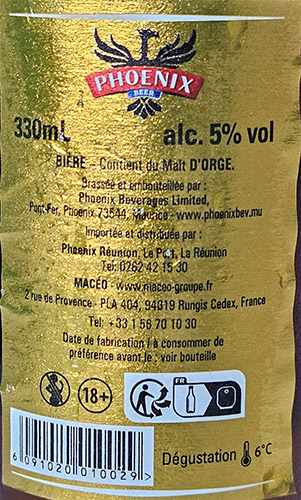 PHOENIX
BEER
330mL alc. 5% vol
BIÈRE - Contient du Malt D'ORGE.
Brassée et embouteillée par :
Phoenix Beverages Limited,
Pont-Fer, Phoenix 73544, Maurice - www.phoenixbev.mu
Importée et distribuée par :
Phoenix Réunion, Le Port, La Réunion
Tel: 0262 42 15 30
MACÉO - www.maceo-groupe.fr
2 rue de Provence - PLA 404, 94619 Rungis Cedex, France
Tel: +33 1 56 70 10 30
Date de fabrication / à consommer de
préférence avant le : voir bouteille
18+
FR
6 091020 010029 >
Dégustation 6°C